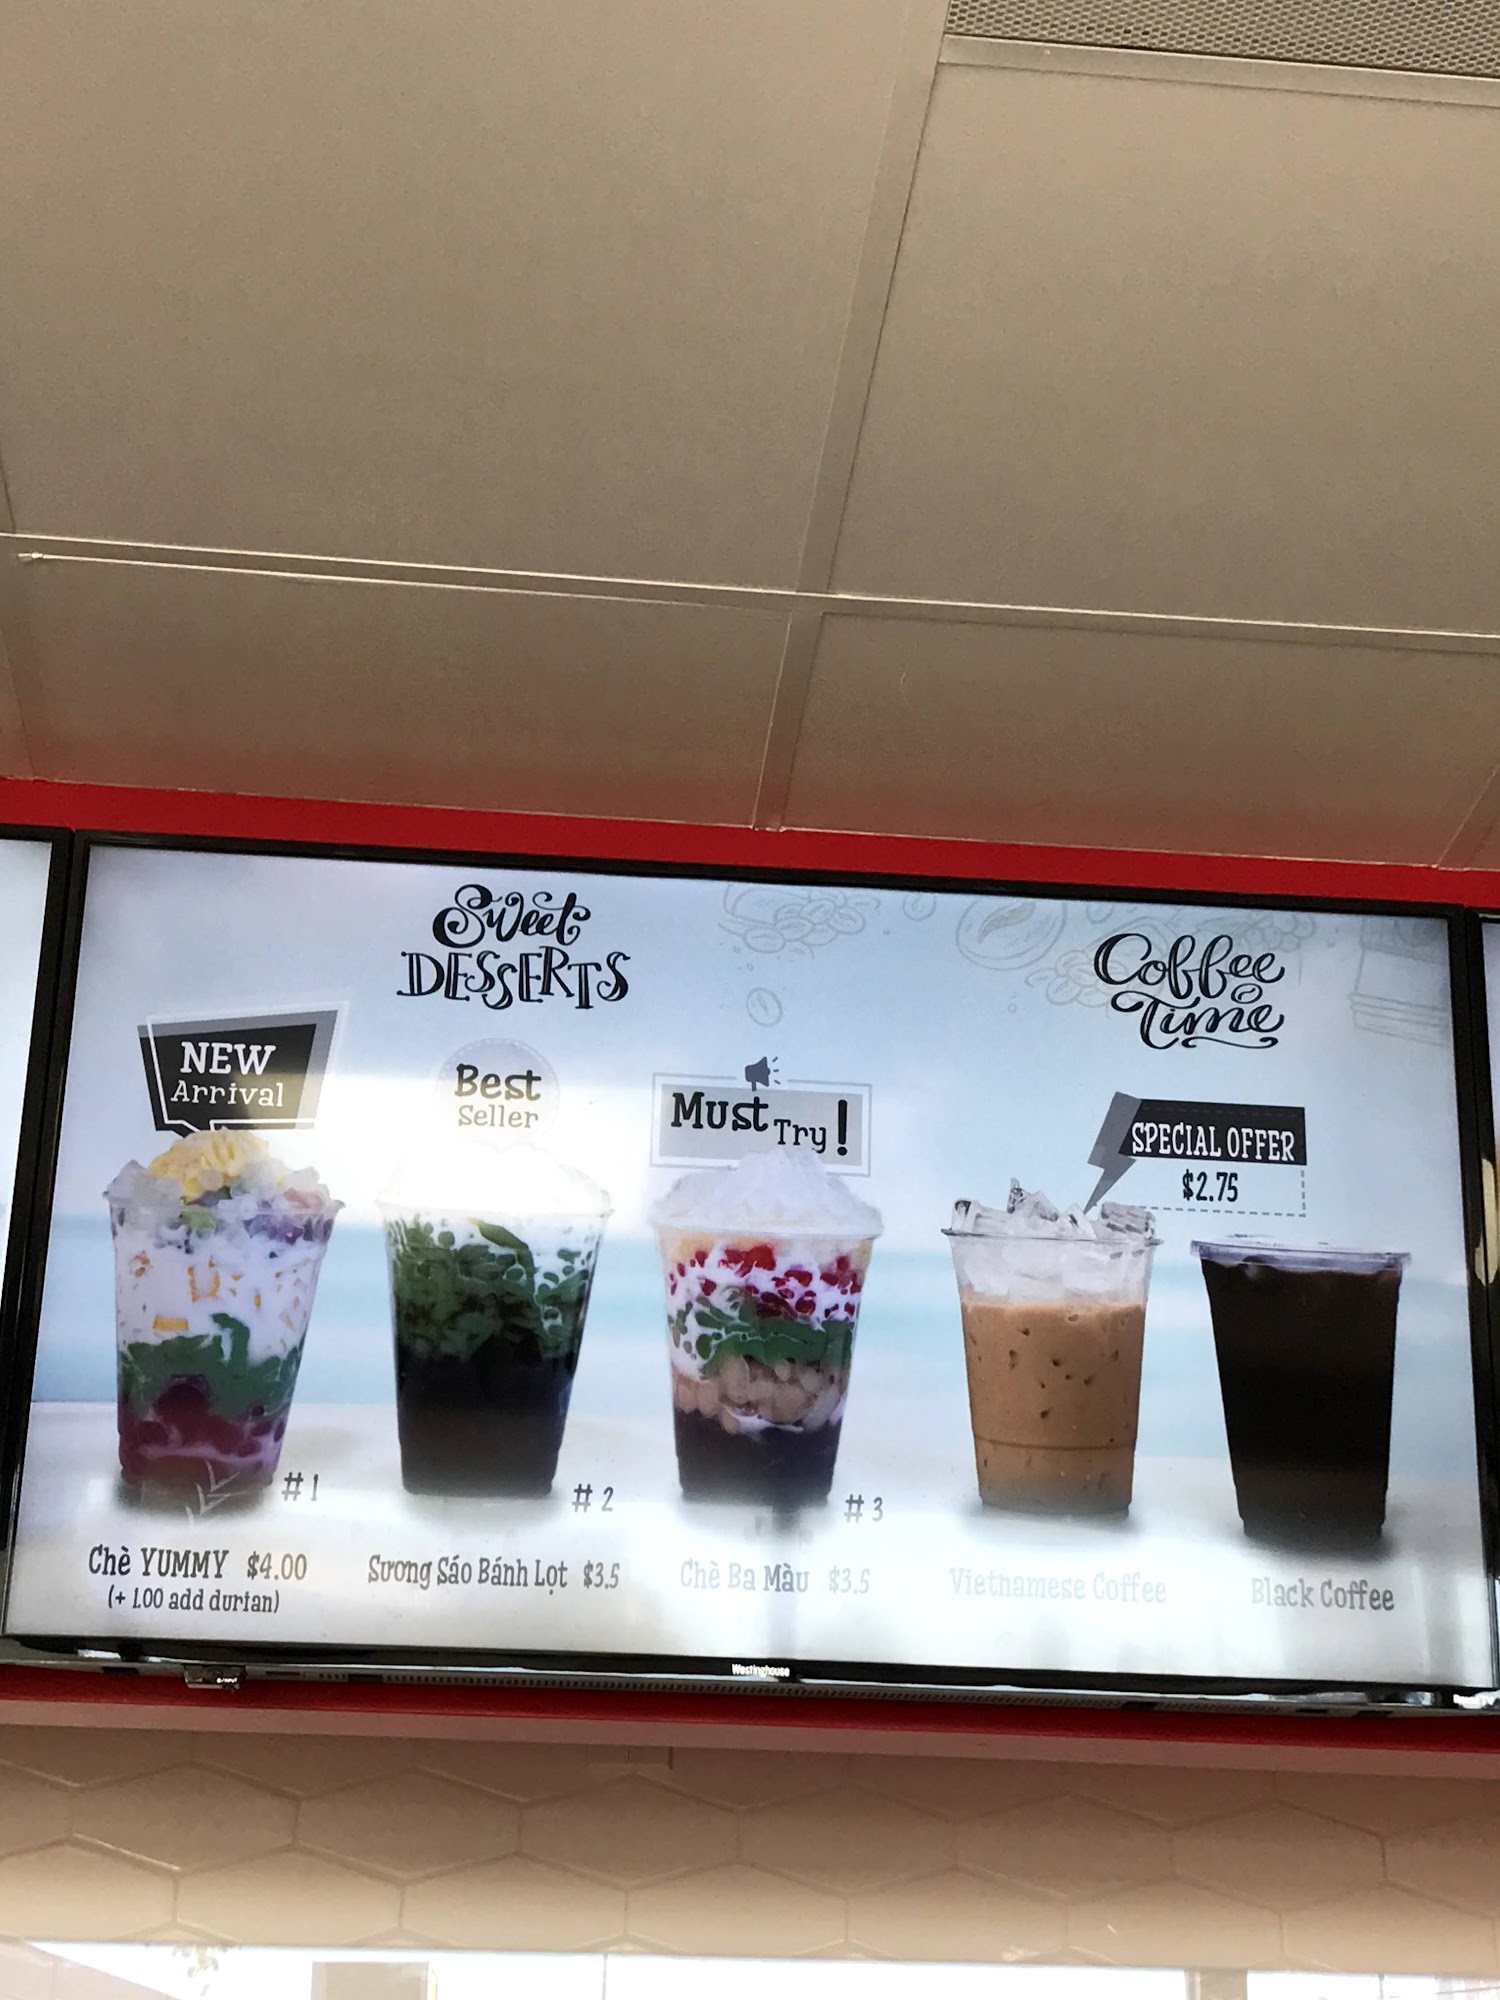 Sweet
DESSERTS
Coffee
Time
NEW
Arrival
Best
Seller
Must Try!
SPECIAL OFFER
$2.75
#1
#2
#3
Chè YUMMY $4.00
(+ 1.00 add durian)
Sương Sáo Bánh Lọt $3.5
Chè Ba Màu $3.5
Vietnamese Coffee
Black Coffee
Westinghouse